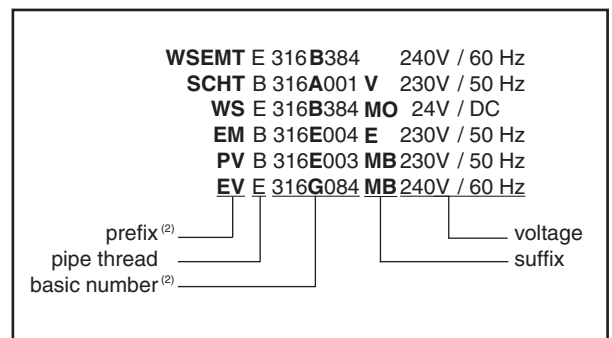 WSEMT E 316B384 240V / 60 Hz
SCHT B 316A001 V 230V / 50 Hz
WS E 316B384 MO 24V / DC
EM B 316E004 E 230V / 50 Hz
PV B 316E003 MB 230V / 50 Hz
EV E 316G084 MB 240V / 60 Hz
prefix (2) voltage
pipe thread suffix
basic number (2)